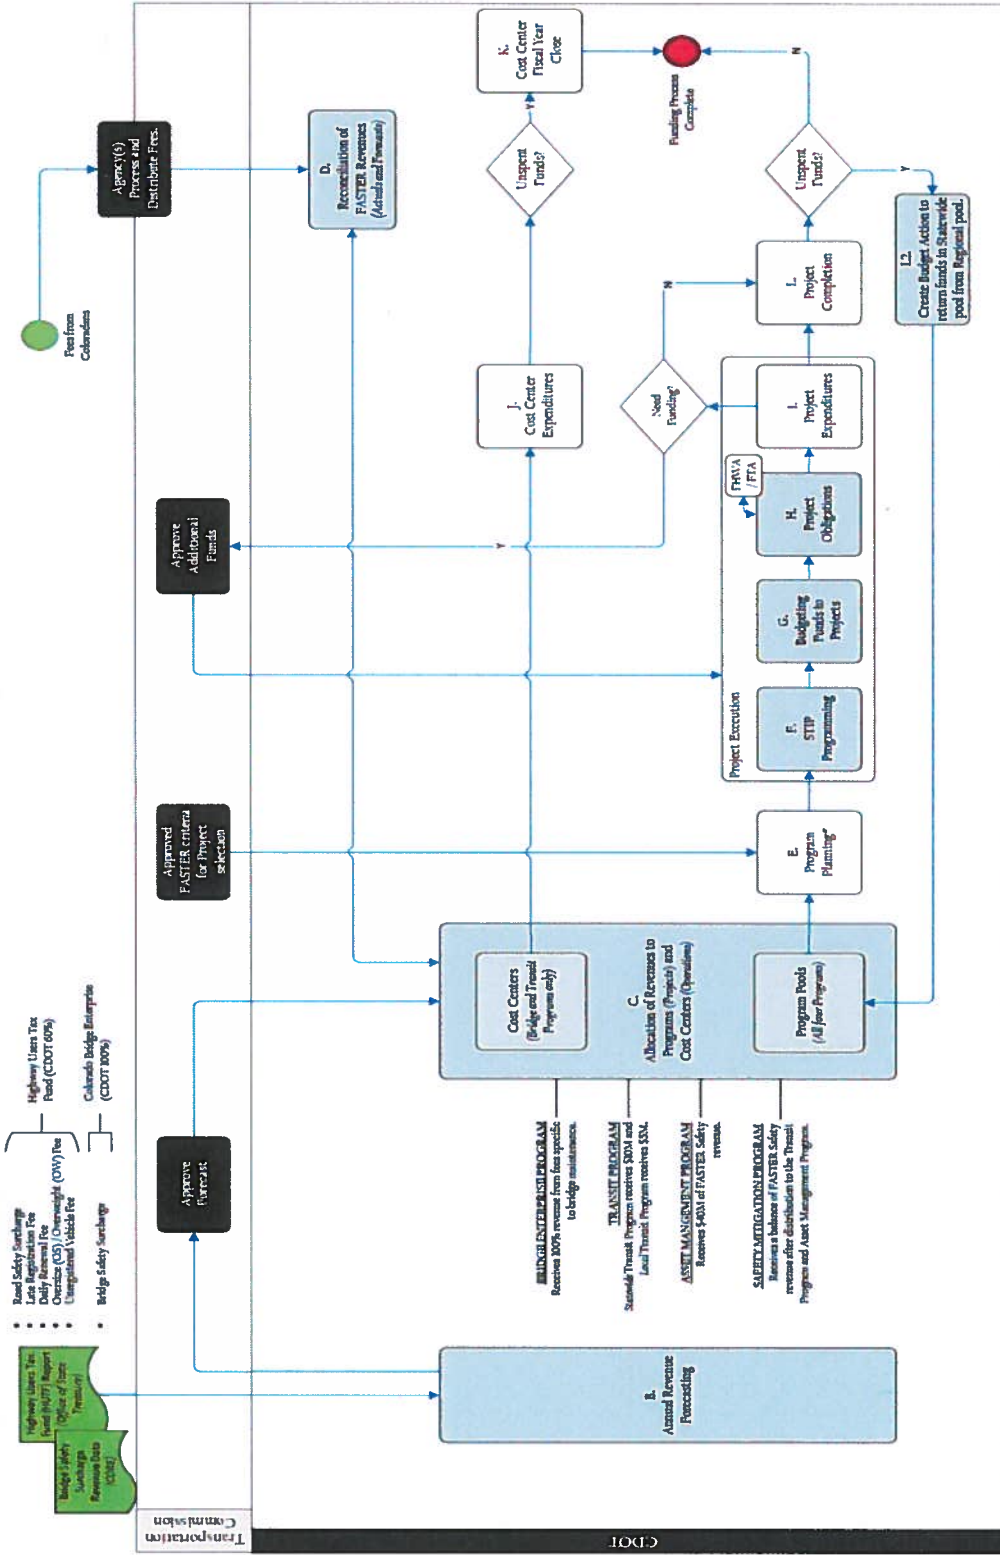 Bridge Safety
Surcharge
Revenue Data
Highway Users Tax
Fund (HUTF) Report
(Office of State
Treasury)
• Road Safety Surcharge
• Late Registration Fee
• Daily Rental Fee
• Oversize (OS) / Overweight (OW) Fee
• Unregistered Vehicle Fee
• Bridge Safety Surcharge
Highway Users Tax
Fund (CDOT 60%)
Colorado Bridge Enterprise
(CDOT 100%)
Fees from
Coloradans
Transportation
Commission
Approve
Forecast
Approved
FASTER criteria
for Project
selection
Approve
Additional
Funds
Agency(s)
Process and
Distribute Fees.
CDOT
B.
Annual Revenue
Forecasting
BRIDGE ENTERPRISE PROGRAM
Receives 100% revenue from fees specific
to bridge maintenance.
TRANSIT PROGRAM
Statewide Transit Program receives $10M and
Local Transit Program receives $5M.
ASSET MANGEMENT PROGRAM
Receives $40M of FASTER Safety
revenue.
SAFETY MITIGATION PROGRAM
Receives a balance of FASTER Safety
revenue after distribution to the Transit
Program and Asset Management Program.
Cost Centers
(Bridge and Transit
Programs only)
C.
Allocation of Revenues to
Programs (Projects) and
Cost Centers (Operations)
Program Pools
(All four Programs)
D.
Reconciliation of
FASTER Revenues
(Actuals and Forecasts)
E.
Program
Planning*
Project Execution
F.
STIP
Programming
G.
Budgeting
Funds to
Projects
H.
Project
Obligations
FHWA
/ FTA
I.
Project
Expenditures
Need
Funding?
Y
N
J.
Cost Center
Expenditures
Unspent
Funds?
Y
K.
Cost Center
Fiscal Year
Close
L.
Project
Completion
Unspent
Funds?
N
Y
Funding Process
Complete
L2.
Create Budget Action to
return funds in Statewide
pool from Regional pool.